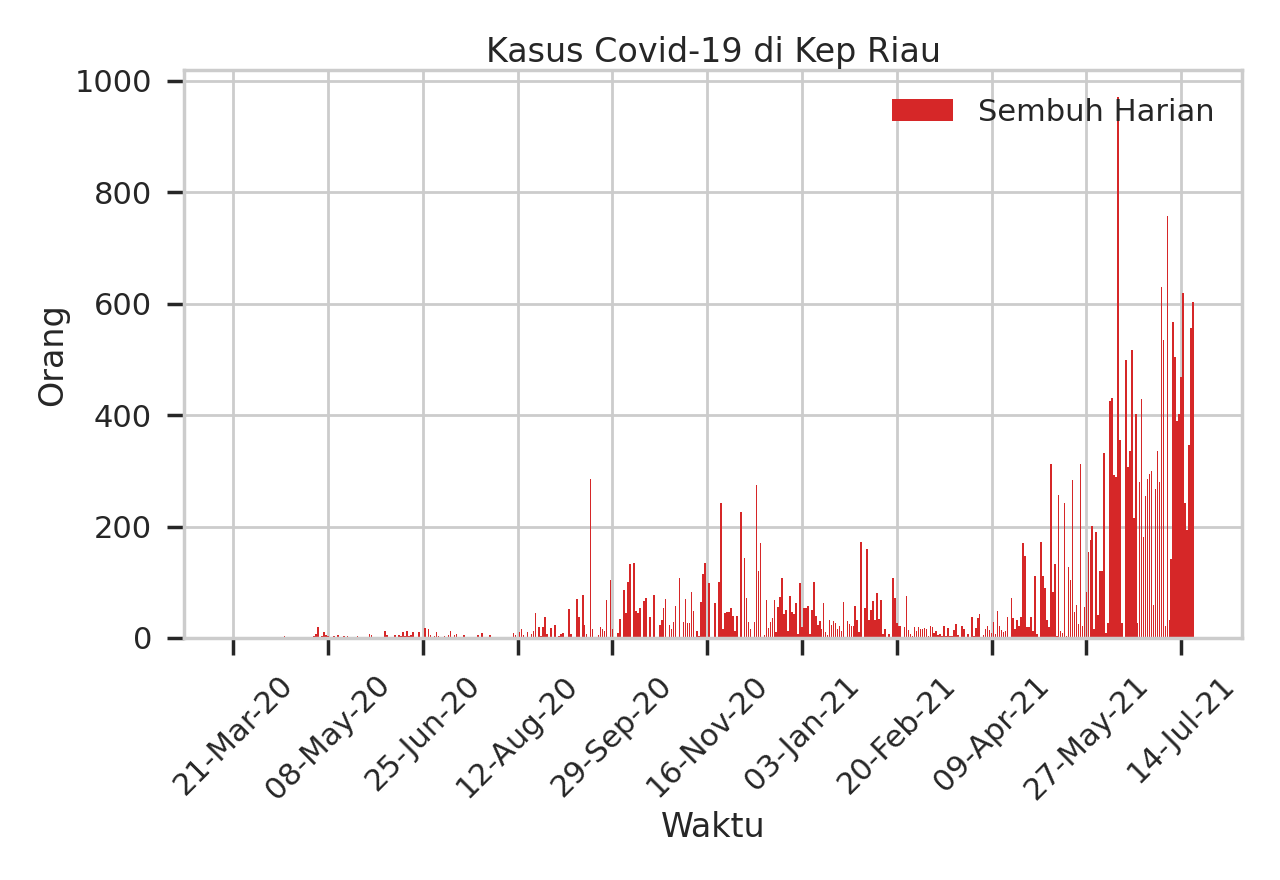 Kasus Covid-19 di Kep Riau
Sembuh Harian
Orang
1000
800
600
400
200
0
21-Mar-20
08-May-20
25-Jun-20
12-Aug-20
29-Sep-20
16-Nov-20
03-Jan-21
20-Feb-21
09-Apr-21
27-May-21
14-Jul-21
Waktu